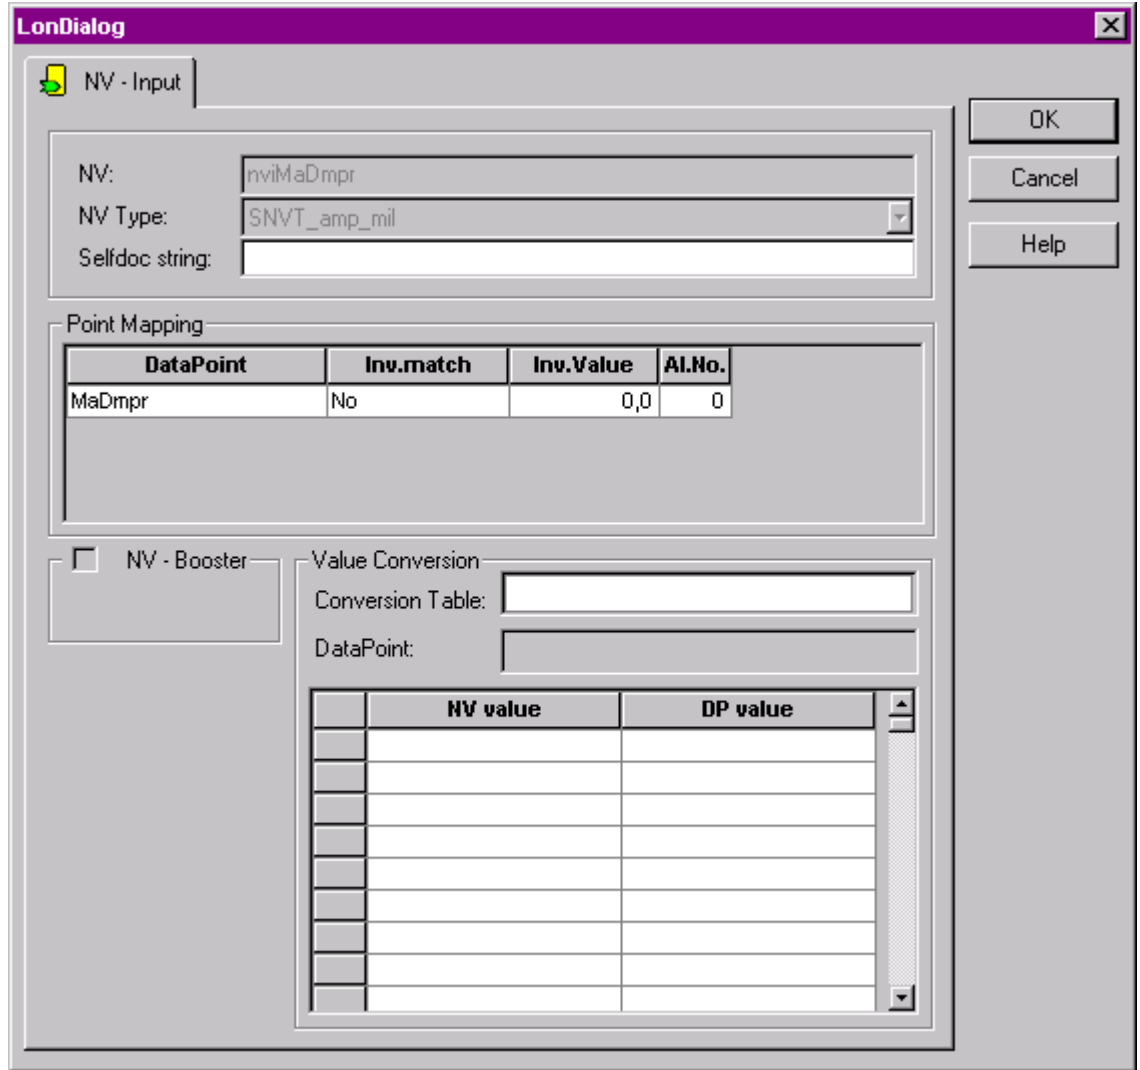 LonDialog
NV - Input
OK
Cancel
Help
NV: nviMaDmpr
NV Type: SNVT_amp_mil
Selfdoc string:
Point Mapping
DataPoint Inv.match Inv.Value Al.No.
MaDmpr No 0,0 0
NV - Booster
Value Conversion
Conversion Table:
DataPoint:
NV value DP value